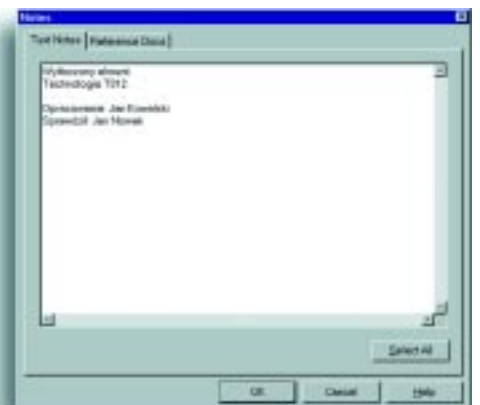 Notes
Text Notes Reference Docs
Wytłoczony element
Technologia T012
Opracowanie: Jan Kowalski
Sprawdził: Jan Nowak
Select All
OK Cancel Help